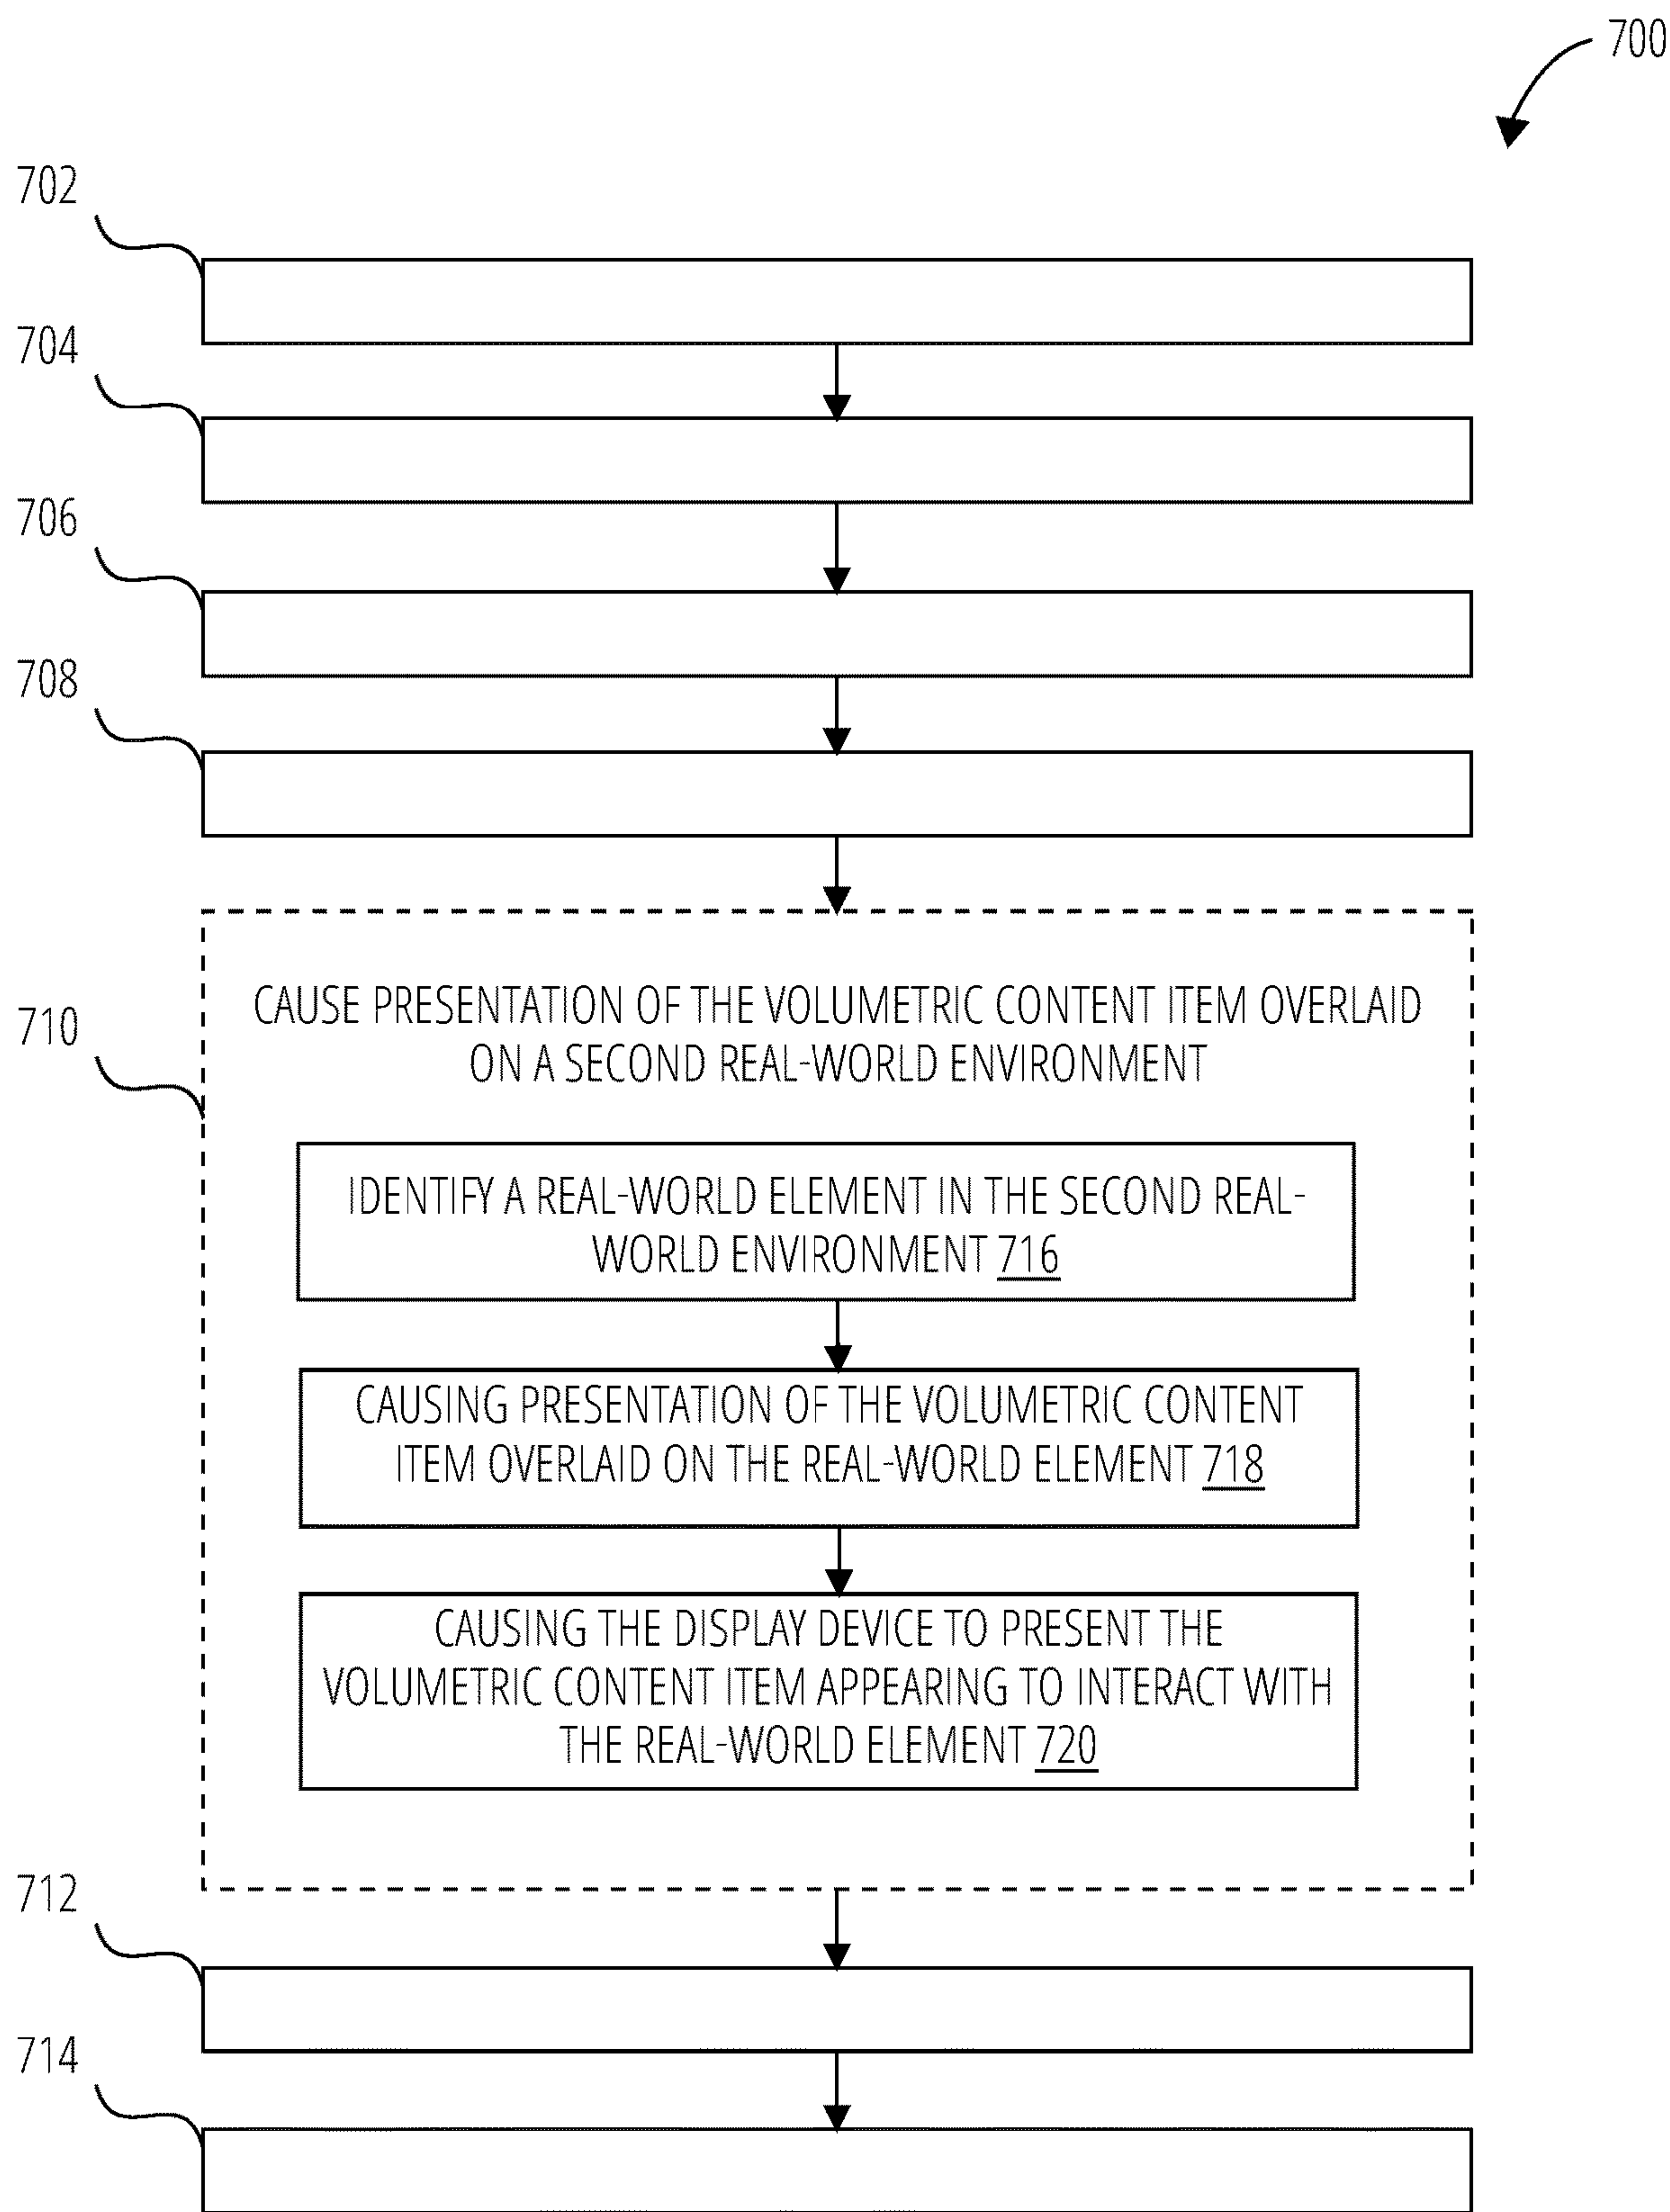 700
702
704
706
708
710
CAUSE PRESENTATION OF THE VOLUMETRIC CONTENT ITEM OVERLAID
ON A SECOND REAL-WORLD ENVIRONMENT
IDENTIFY A REAL-WORLD ELEMENT IN THE SECOND REAL-
WORLD ENVIRONMENT 716
CAUSING PRESENTATION OF THE VOLUMETRIC CONTENT
ITEM OVERLAID ON THE REAL-WORLD ELEMENT 718
CAUSING THE DISPLAY DEVICE TO PRESENT THE
VOLUMETRIC CONTENT ITEM APPEARING TO INTERACT WITH
THE REAL-WORLD ELEMENT 720
712
714